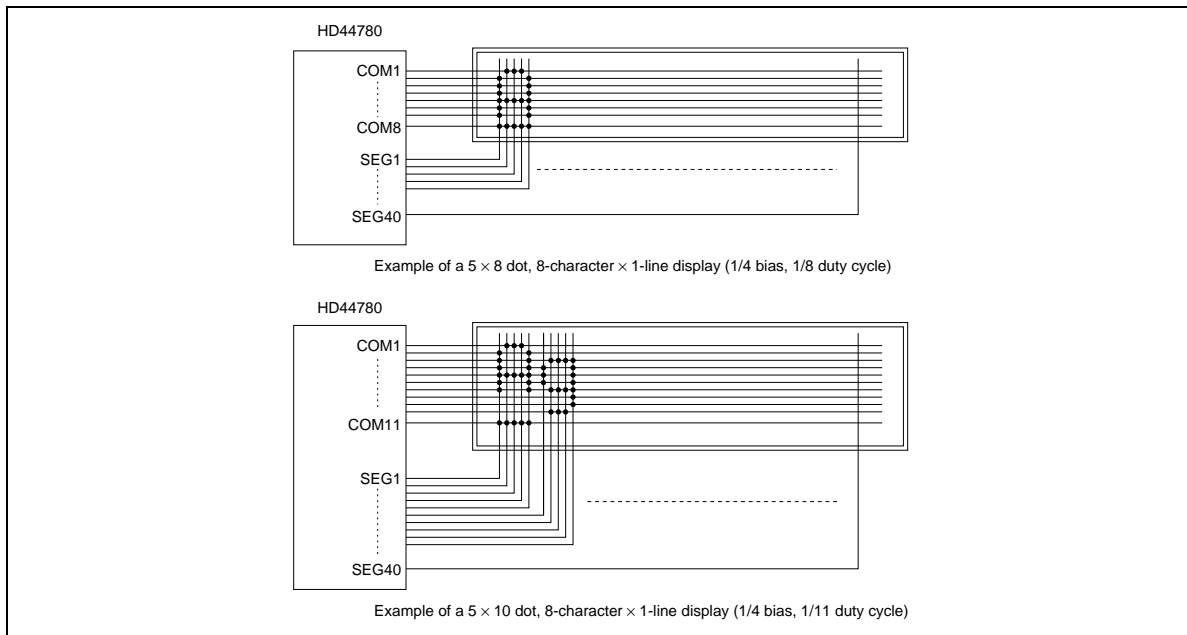 HD44780
COM1
COM8
SEG1
SEG40
Example of a 5 × 8 dot, 8-character × 1-line display (1/4 bias, 1/8 duty cycle)
HD44780
COM1
COM11
SEG1
SEG40
Example of a 5 × 10 dot, 8-character × 1-line display (1/4 bias, 1/11 duty cycle)